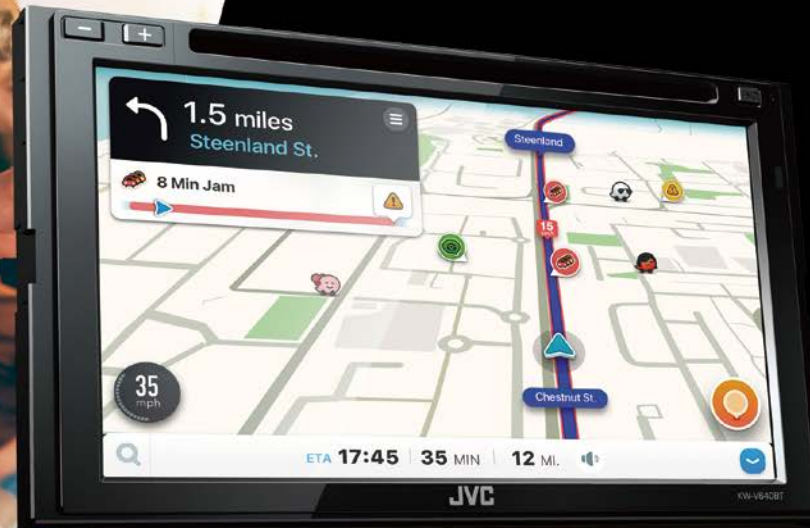 1.5 miles
Steenland St.
8 Min Jam
Steenland
15
Chestnut St.
35
mph
ETA 17:45 35 MIN 12 MI.
JVC
KW-V640BT